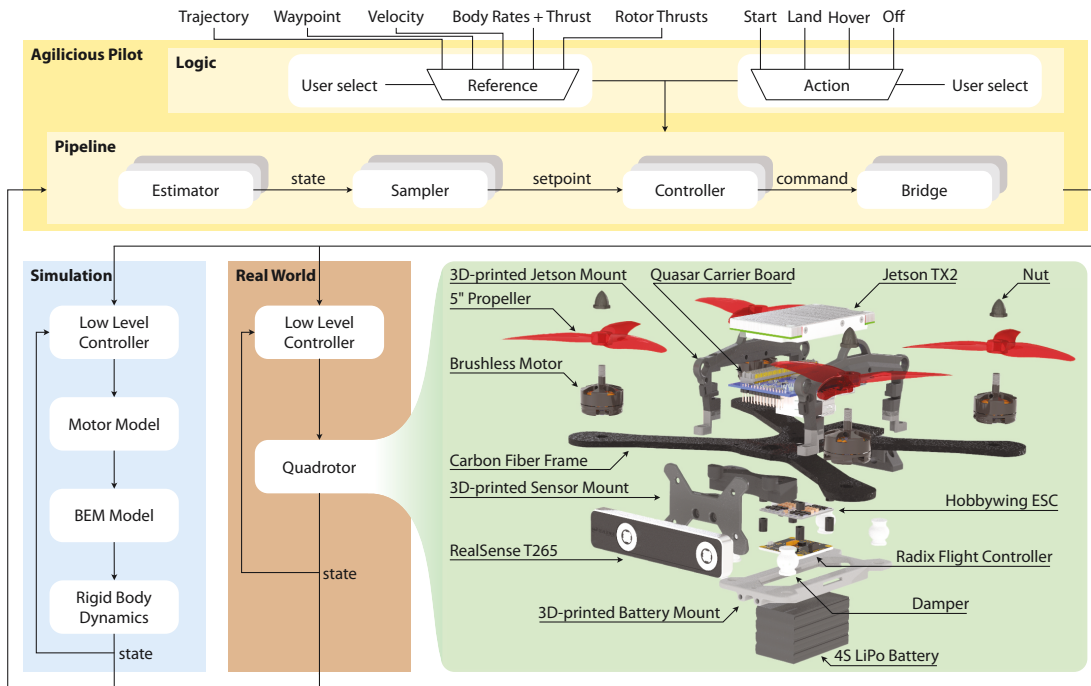 Trajectory
Waypoint
Velocity
Body Rates + Thrust
Rotor Thrusts
Start
Land
Hover
Off
Agilicious Pilot
Logic
User select
Reference
Action
User select
Pipeline
Estimator
state
Sampler
setpoint
Controller
command
Bridge
Simulation
Low Level
Controller
Motor Model
BEM Model
Rigid Body
Dynamics
state
Real World
Low Level
Controller
Quadrotor
state
3D-printed Jetson Mount
Quasar Carrier Board
Jetson TX2
Nut
5" Propeller
Brushless Motor
Carbon Fiber Frame
3D-printed Sensor Mount
Hobbywing ESC
RealSense T265
Radix Flight Controller
3D-printed Battery Mount
Damper
4S LiPo Battery